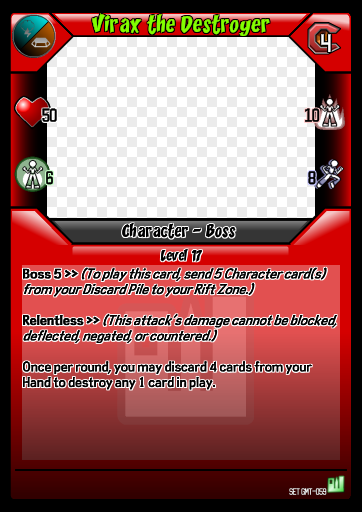 Virax the Destroyer
4
50
10
6
8
Character - Boss
Level 17
Boss 5 >> (To play this card, send 5 Character card(s)
from your Discard Pile to your Rift Zone.)
Relentless >> (This attack's damage cannot be blocked,
deflected, negated, or countered.)
Once per round, you may discard 4 cards from your
Hand to destroy any 1 card in play.
SET GMT-059